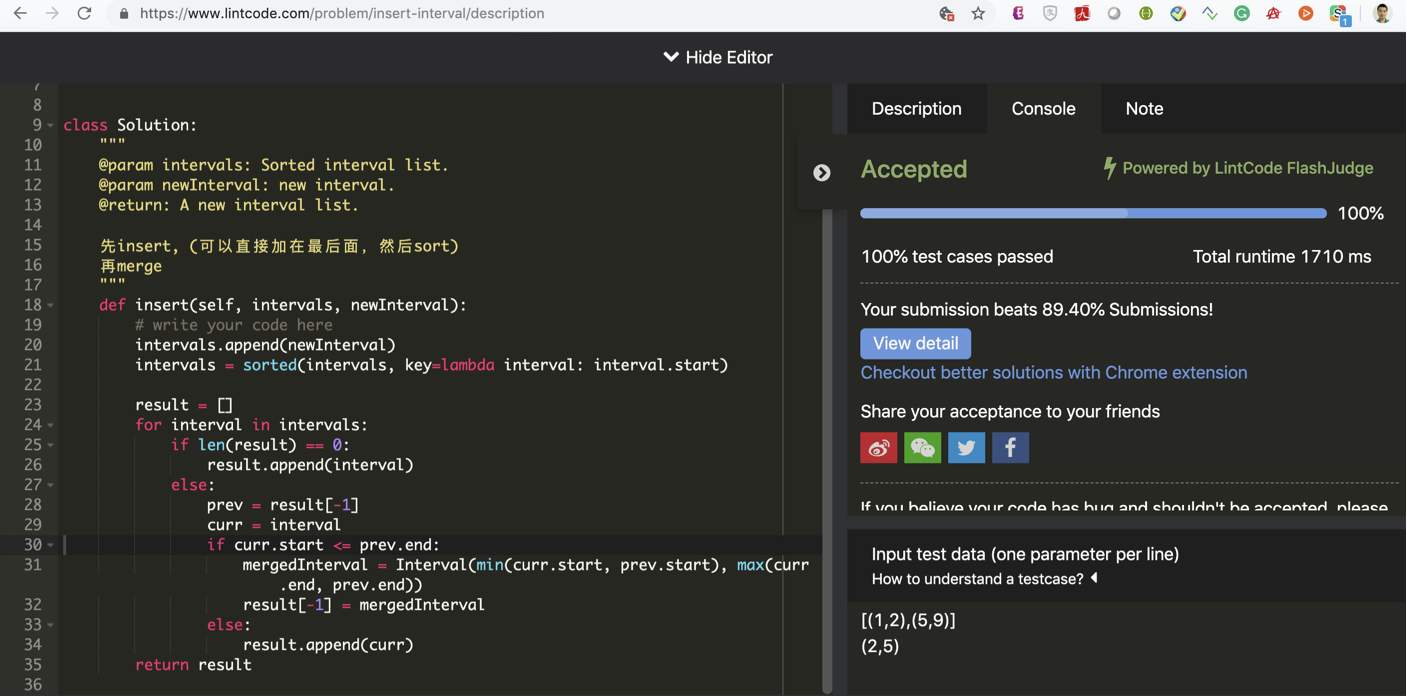 https://www.lintcode.com/problem/insert-interval/description
1
Hide Editor
7
8
9 class Solution:
10 """
11 @param intervals: Sorted interval list.
12 @param newInterval: new interval.
13 @return: A new interval list.
14
15 先insert, (可以直接加在最后面, 然后sort)
16 再merge
17 """
18 def insert(self, intervals, newInterval):
19 # write your code here
20 intervals.append(newInterval)
21 intervals = sorted(intervals, key=lambda interval: interval.start)
22
23 result = []
24 for interval in intervals:
25 if len(result) == 0:
26 result.append(interval)
27 else:
28 prev = result[-1]
29 curr = interval
30 if curr.start <= prev.end:
31 mergedInterval = Interval(min(curr.start, prev.start), max(curr
.end, prev.end))
32 result[-1] = mergedInterval
33 else:
34 result.append(curr)
35 return result
36
Description Console Note
Accepted
Powered by LintCode FlashJudge
100%
100% test cases passed Total runtime 1710 ms
Your submission beats 89.40% Submissions!
View detail
Checkout better solutions with Chrome extension
Share your acceptance to your friends
If you believe your code has bug and shouldn't be accepted, please
Input test data (one parameter per line)
How to understand a testcase?
[(1,2),(5,9)]
(2,5)